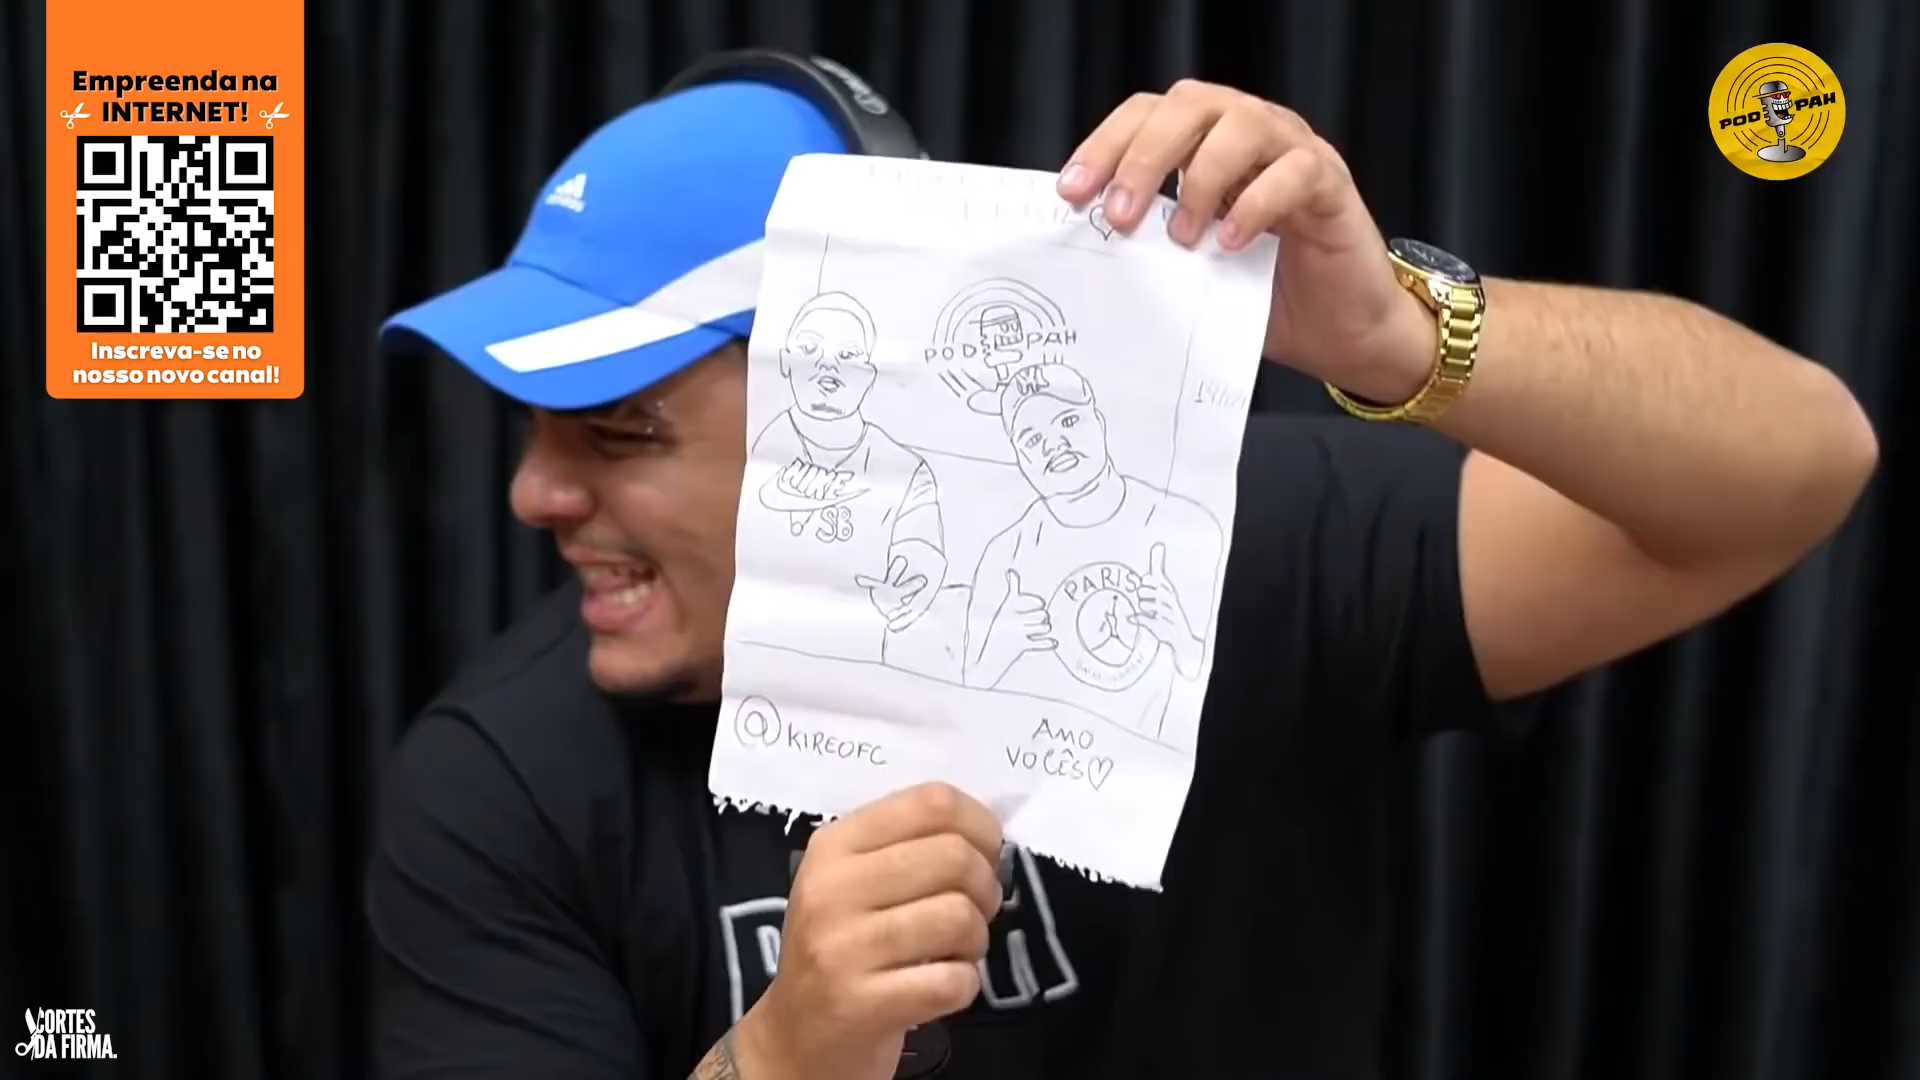 Empreenda na
INTERNET!
Inscreva-se no
nosso novo canal!
POD PAH
POD PAH
NIKE
SB
PARIS
@KIREOFC
AMO
VOCÊS♡
CORTES
DA FIRMA.